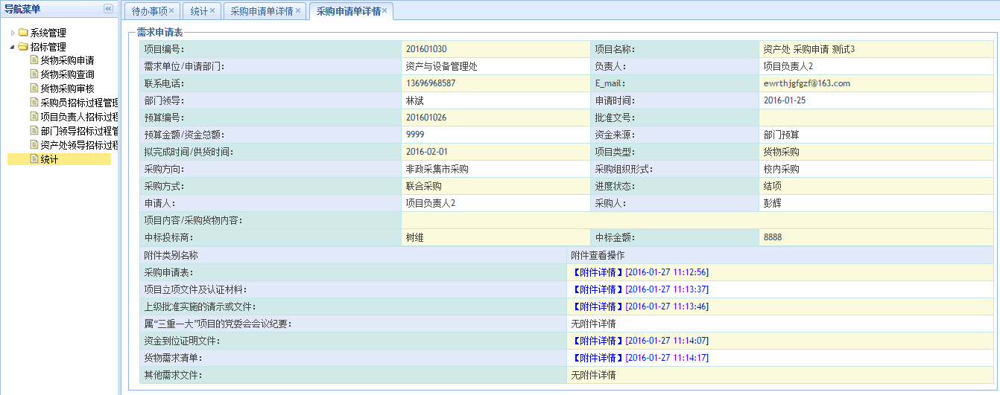 导航菜单
系统管理
招标管理
货物采购申请
货物采购查询
货物采购审核
采购员招标过程管理
项目负责人招标过程
部门领导招标过程管
资产处领导招标过程
统计
待办事项 统计 采购申请单详情 采购申请单详情
需求申请表
项目编号: 201601030 项目名称: 资产处 采购申请 测试3
需求单位/申请部门: 资产与设备管理处 负责人: 项目负责人2
联系电话: 13696968587 E_mail: ewrthjgfgzf@163.com
部门领导: 林斌 申请时间: 2016-01-25
预算编号: 201601026 批准文号:
预算金额/资金总额: 9999 资金来源: 部门预算
拟完成时间/供货时间: 2016-02-01 项目类型: 货物采购
采购方向: 非政采集市采购 采购组织形式: 校内采购
采购方式: 联合采购 进度状态: 结项
申请人: 项目负责人2 采购人: 彭辉
项目内容/采购货物内容:
中标投标商: 树维 中标金额: 8888
附件类别名称 附件查看操作
采购申请表: 【附件详情】[2016-01-27 11:12:56]
项目立项文件及认证材料: 【附件详情】[2016-01-27 11:13:37]
上级批准实施的请示或文件: 【附件详情】[2016-01-27 11:13:46]
属“三重一大”项目的党委会会议纪要: 无附件详情
资金到位证明文件: 【附件详情】[2016-01-27 11:14:07]
货物需求清单: 【附件详情】[2016-01-27 11:14:17]
其他需求文件: 无附件详情